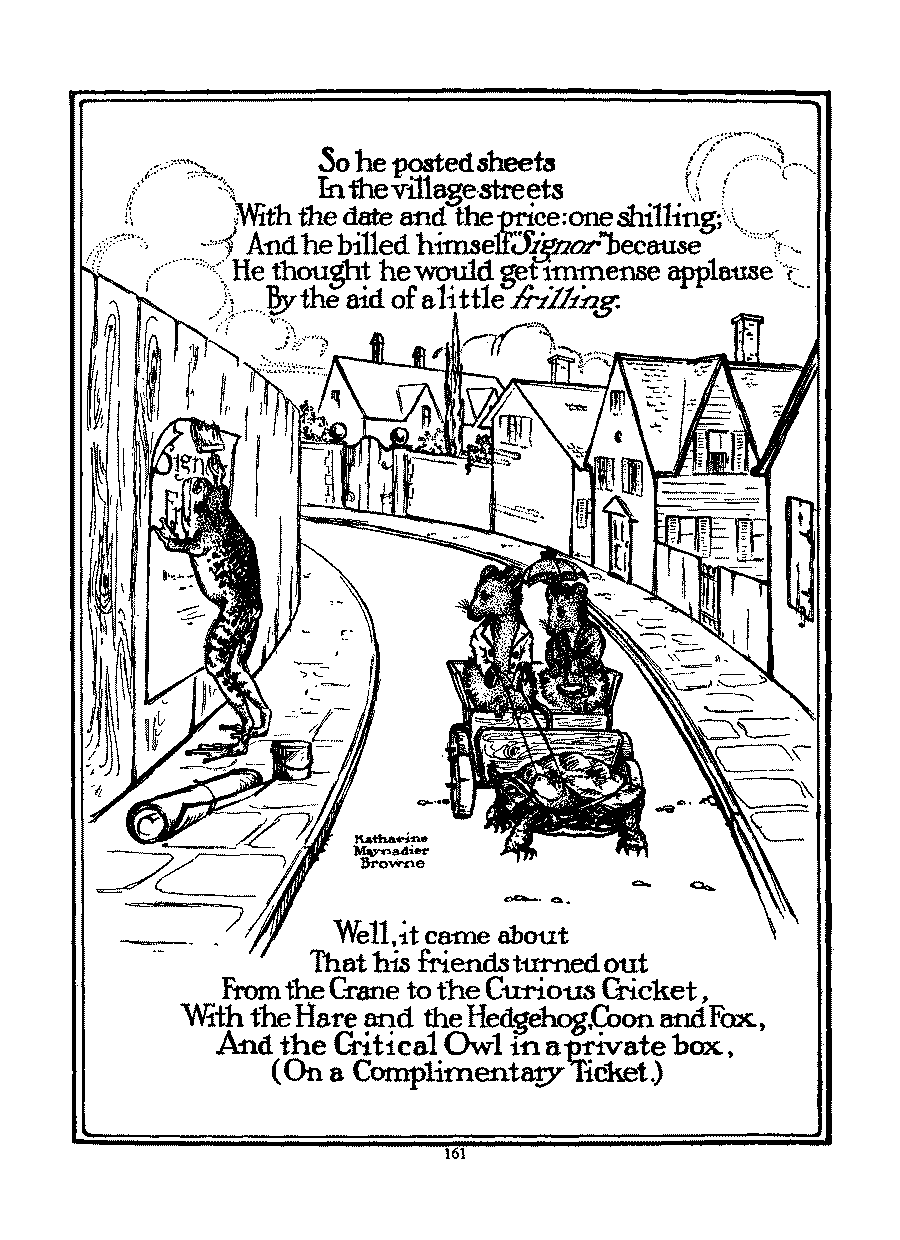 So he posted sheets
In the village streets
With the date and the price: one shilling;
And he billed himself "Signor" because
He thought he would get immense applause
By the aid of a little frilling.
Sign
Katharine
Maynadier
Browne
Well, it came about
That his friends turned out
From the Crane to the Curious Cricket,
With the Hare and the Hedgehog, Coon and Fox,
And the Critical Owl in a private box,
(On a Complimentary Ticket.)
161